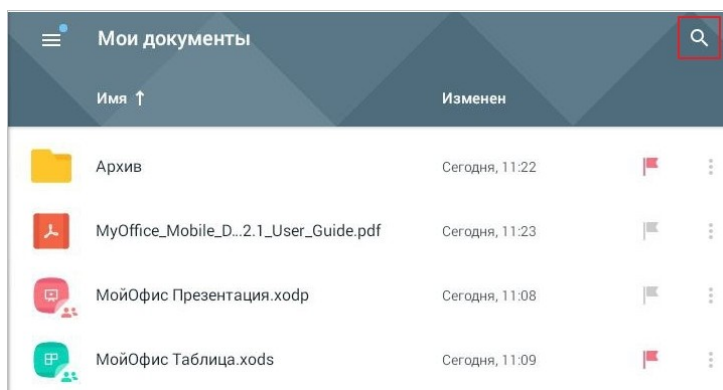 Мои документы
Имя ↑ Изменен
Архив Сегодня, 11:22
MyOffice_Mobile_D...2.1_User_Guide.pdf Сегодня, 11:23
МойОфис Презентация.xodp Сегодня, 11:08
МойОфис Таблица.xods Сегодня, 11:09